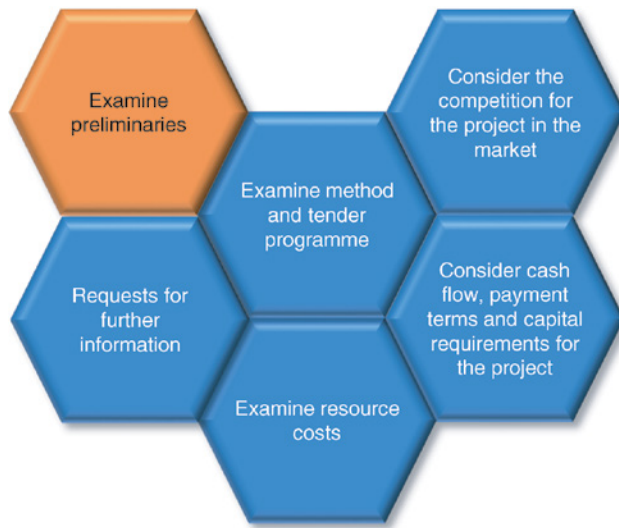 Examine
preliminaries
Consider the
competition for
the project in the
market
Examine method
and tender
programme
Requests for
further
information
Consider cash
flow, payment
terms and capital
requirements for
the project
Examine resource
costs